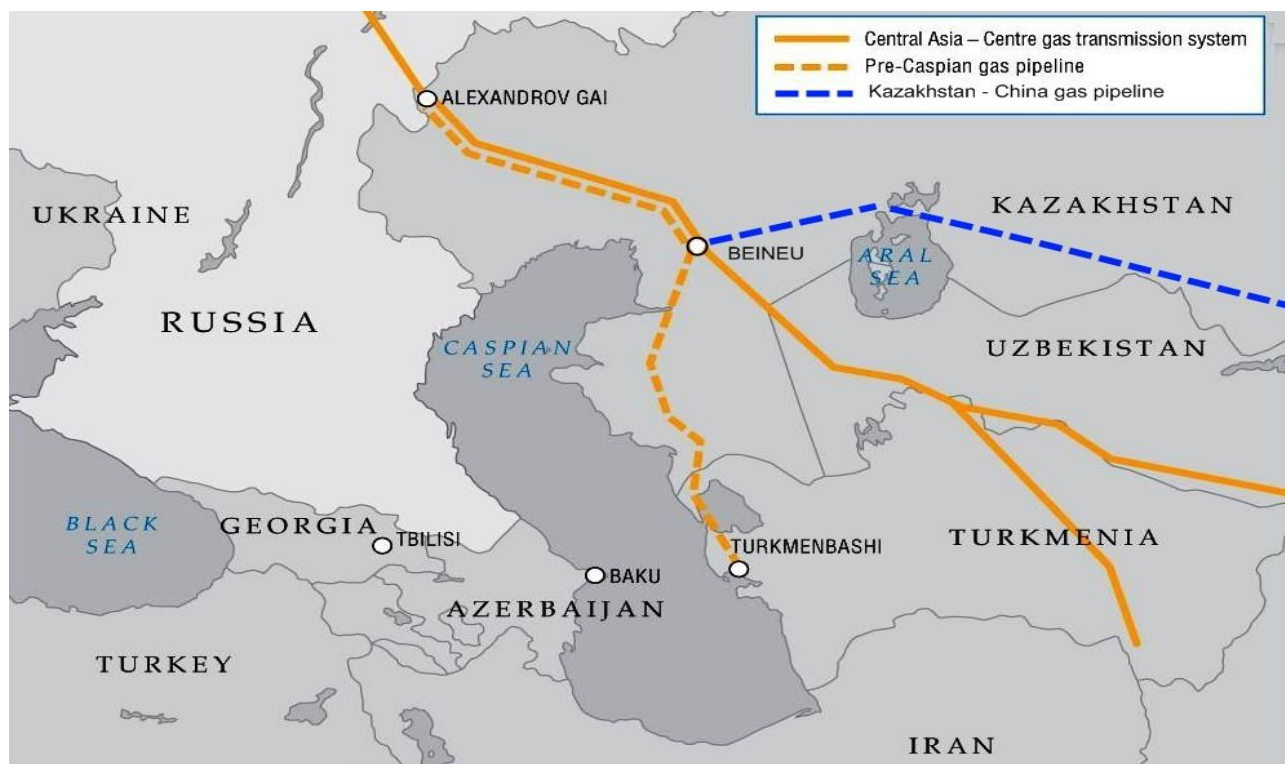 Central Asia – Centre gas transmission system
Pre-Caspian gas pipeline
Kazakhstan - China gas pipeline
ALEXANDROV GAI
UKRAINE
KAZAKHSTAN
BEINEU
ARAL
SEA
RUSSIA
CASPIAN
SEA
UZBEKISTAN
BLACK
SEA
GEORGIA
TBILISI
TURKMENBASHI
TURKMENIA
BAKU
AZERBAIJAN
TURKEY
IRAN